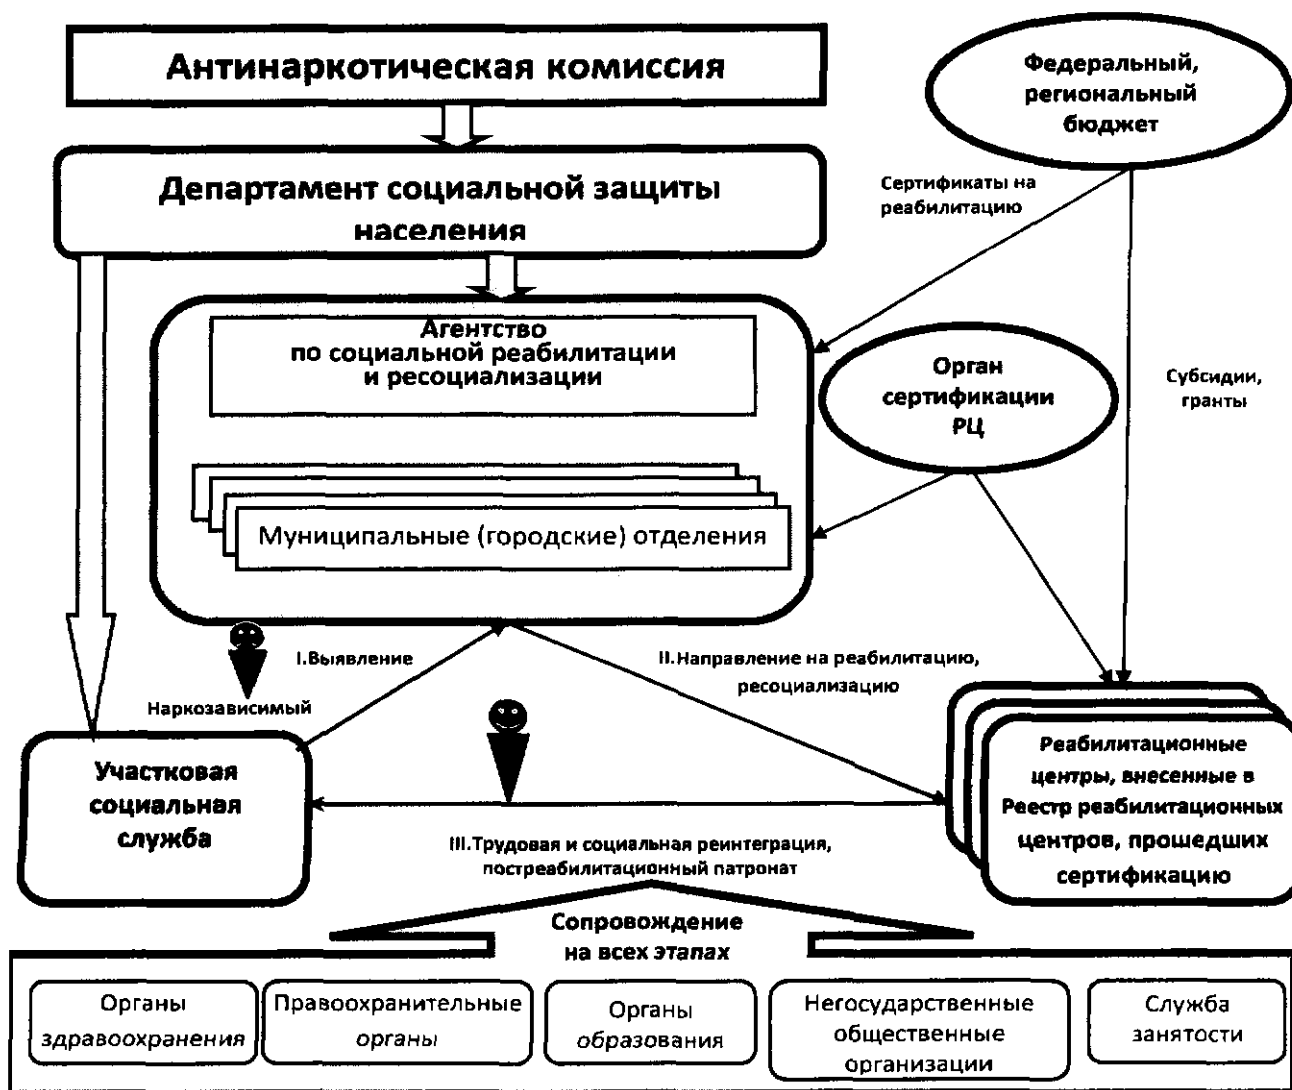 Антинаркотическая комиссия
Федеральный,
региональный
бюджет
Департамент социальной защиты
населения
Сертификаты на
реабилитацию
Агентство
по социальной реабилитации
и ресоциализации
Орган
сертификации
РЦ
Субсидии,
гранты
Муниципальные (городские) отделения
I.Выявление
II.Направление на реабилитацию,
ресоциализацию
Наркозависимый
Участковая
социальная
служба
Реабилитационные
центры, внесенные в
Реестр реабилитационных
центров, прошедших
сертификацию
III.Трудовая и социальная реинтеграция,
постреабилитационный патронат
Сопровождение
на всех этапах
Органы
здравоохранения
Правоохранительные
органы
Органы
образования
Негосударственные
общественные
организации
Служба
занятости